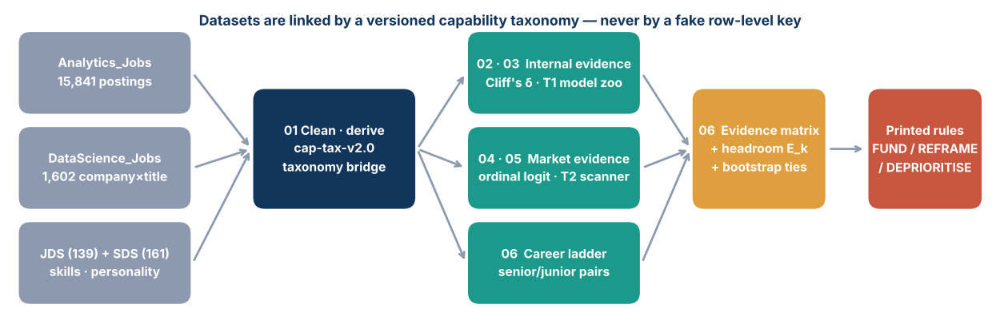 Datasets are linked by a versioned capability taxonomy — never by a fake row-level key
Analytics_Jobs
15,841 postings
DataScience_Jobs
1,602 company×title
JDS (139) + SDS (161)
skills · personality
01 Clean · derive
cap-tax-v2.0
taxonomy bridge
02 · 03 Internal evidence
Cliff's δ · T1 model zoo
04 · 05 Market evidence
ordinal logit · T2 scanner
06 Career ladder
senior/junior pairs
06 Evidence matrix
+ headroom E_k
+ bootstrap ties
Printed rules
FUND / REFRAME
/ DEPRIORITISE